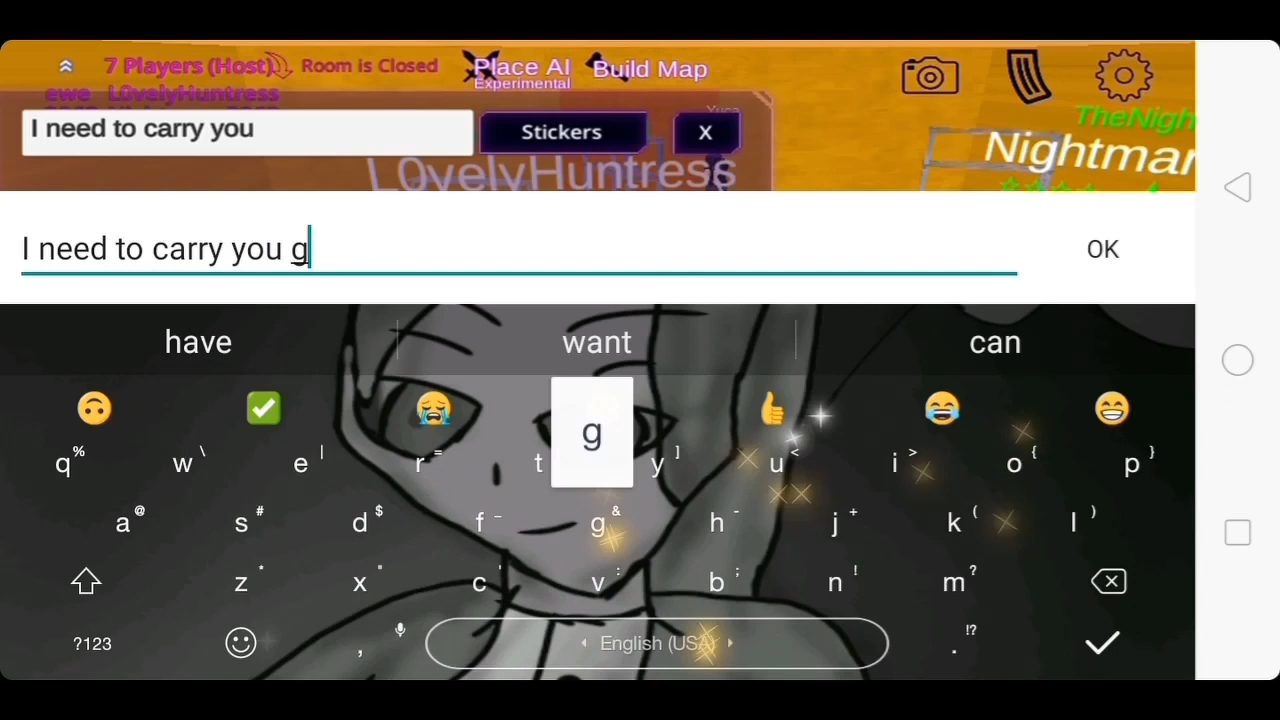 7 Players (Host) Room is Closed Place AI Build Map
Experimental
ewe L0velyHuntress
I need to carry you Stickers X
TheNigh
Nightmar
L0velyHuntress
I need to carry you g OK
have want can
g
q% w\ e| r= t y] u< i> o{ p}
a@ s# d$ f- g& h- j+ k( l)
z* x" c' v: b; n! m?
?123 , English (USA) . !?